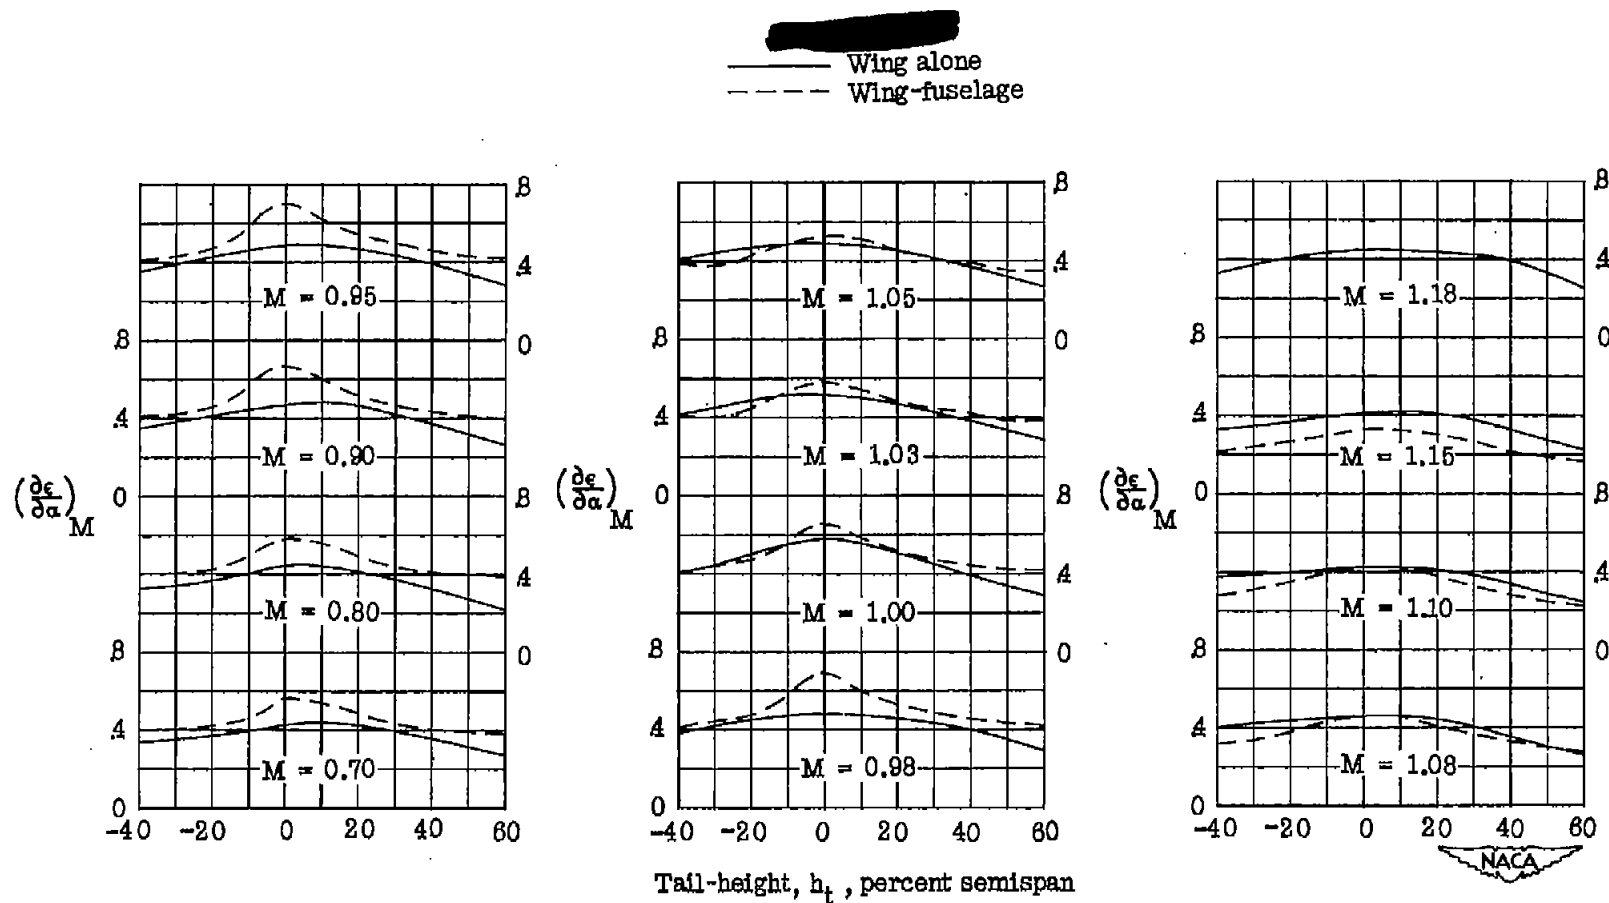 Wing alone
Wing-fuselage
.8
.4
M = 0.95
.8
0
.4
M = 0.90
(∂ϵ/∂α)M
0
.8
.4
M = 0.80
.8
0
.4
M = 0.70
0
-40 -20 0 20 40 60
.8
.4
M = 1.05
.8
0
.4
M = 1.03
(∂ϵ/∂α)M
0
.8
.4
M = 1.00
.8
0
.4
M = 0.98
0
-40 -20 0 20 40 60
.8
.4
M = 1.18
.8
0
.4
M = 1.15
(∂ϵ/∂α)M
0
.8
.4
M = 1.10
.8
0
.4
M = 1.08
0
-40 -20 0 20 40 60
NACA
Tail-height, ht , percent semispan